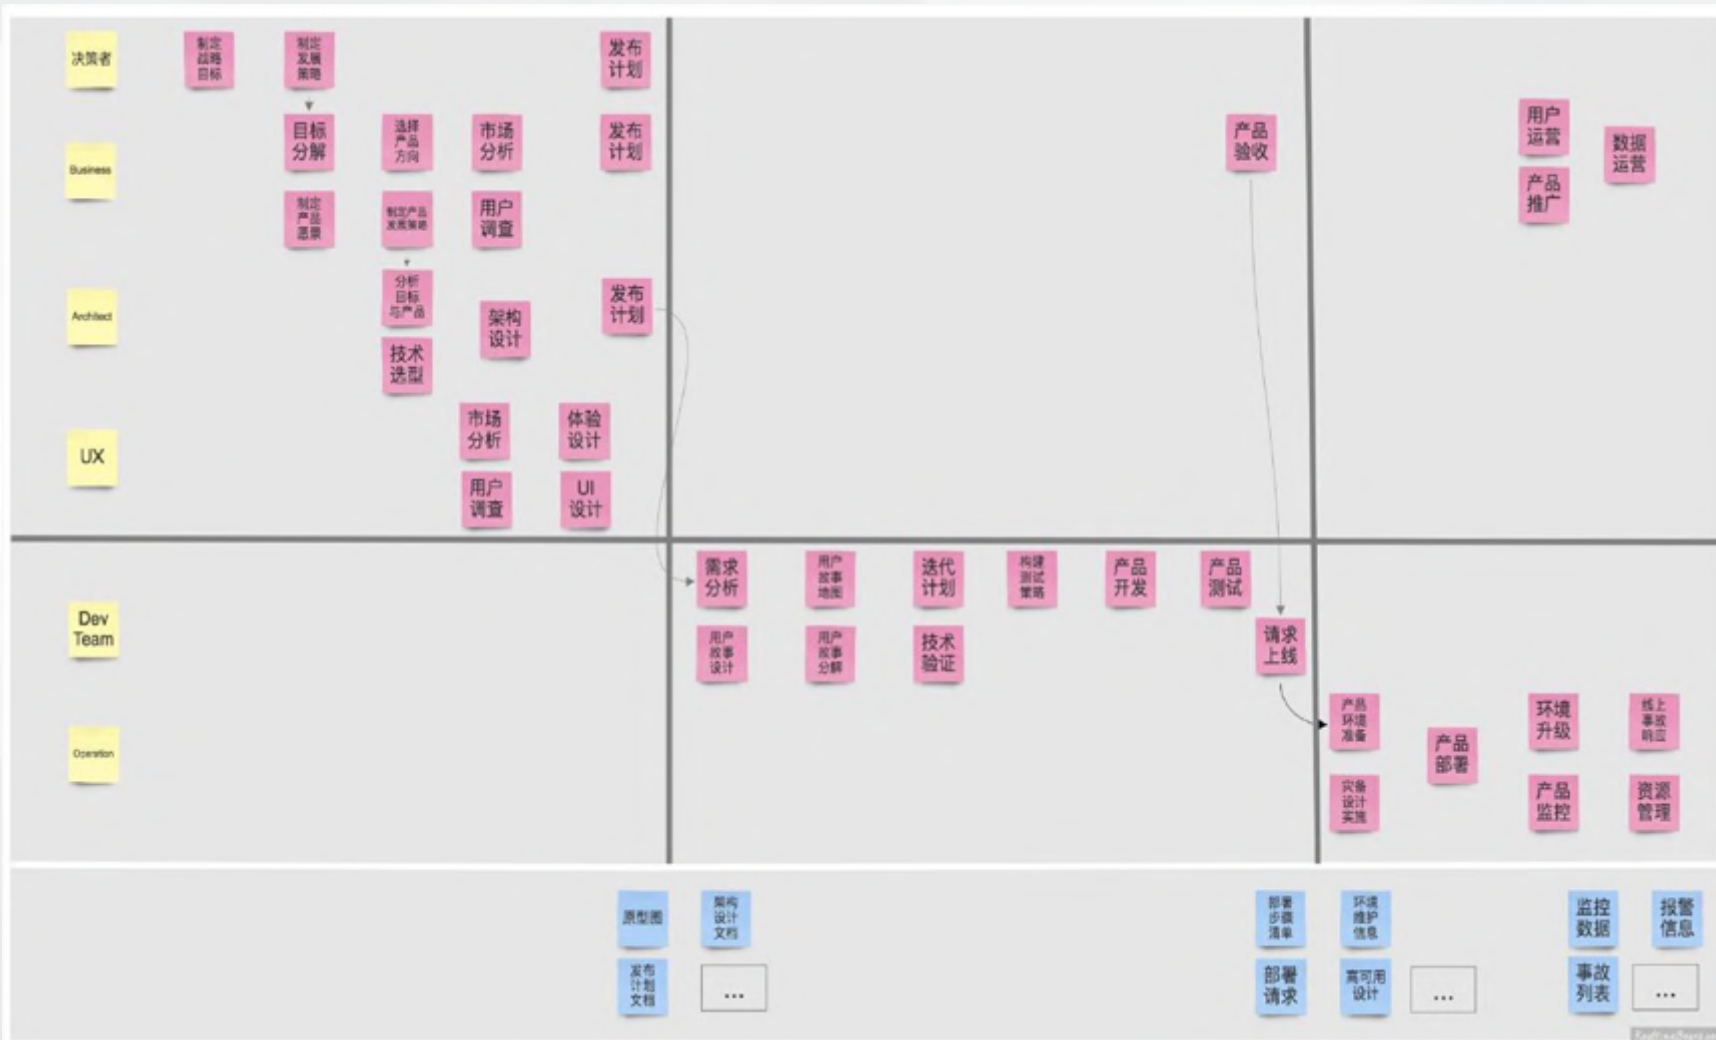 决策者
制定
战略
目标
制定
发展
策略
发布
计划
Business
目标
分解
选择
产品
方向
市场
分析
发布
计划
产品
验收
用户
运营
数据
运营
制定
产品
愿景
制定产品
发展策略
用户
调查
产品
推广
Architect
分析
目标
与产品
架构
设计
发布
计划
技术
选型
UX
市场
分析
体验
设计
用户
调查
UI
设计
Dev
Team
需求
分析
用户
故事
地图
迭代
计划
构建
测试
策略
产品
开发
产品
测试
用户
故事
设计
用户
故事
分解
技术
验证
请求
上线
Operation
产品
环境
准备
产品
部署
环境
升级
线上
事故
响应
灾备
设计
实施
产品
监控
资源
管理
原型图
架构
设计
文档
部署
步骤
清单
环境
维护
信息
监控
数据
报警
信息
发布
计划
文档
...
部署
请求
高可用
设计
...
事故
列表
...